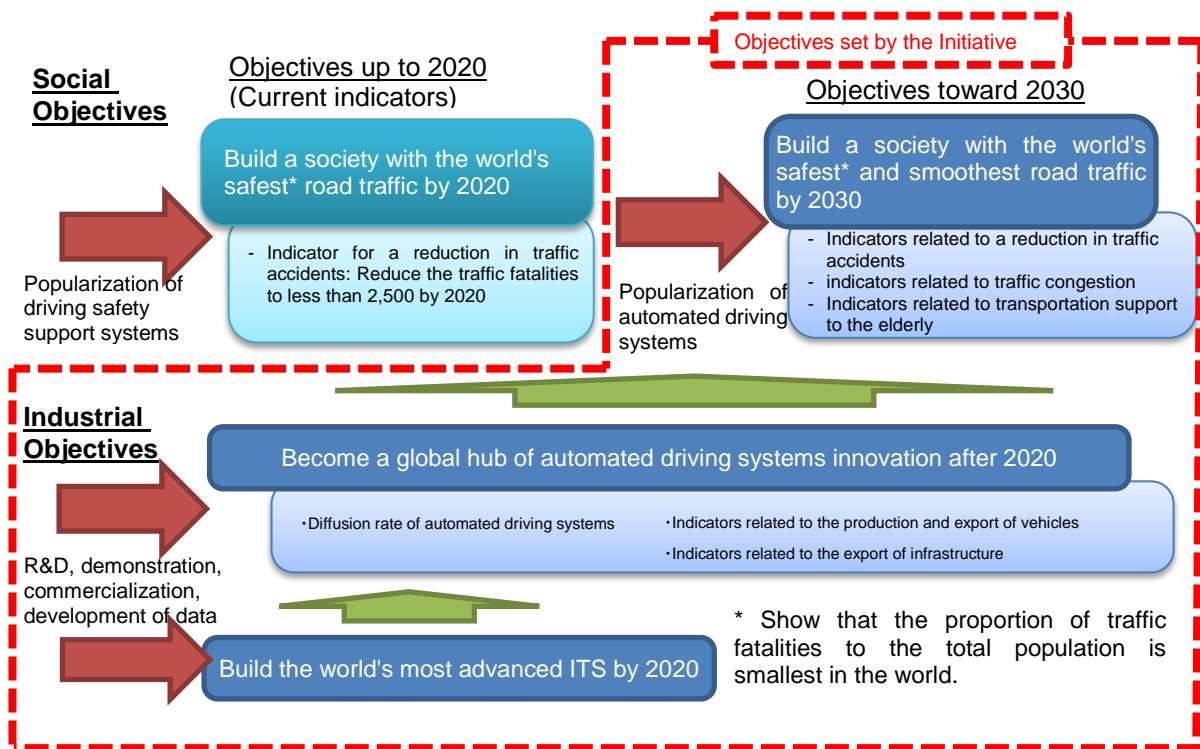 Objectives set by the Initiative
Social
Objectives
Objectives up to 2020
(Current indicators)
Objectives toward 2030
Build a society with the world's
safest* road traffic by 2020
Build a society with the world's
safest* and smoothest road traffic
by 2030
- Indicator for a reduction in traffic
accidents: Reduce the traffic fatalities
to less than 2,500 by 2020
- Indicators related to a reduction in traffic
accidents
- indicators related to traffic congestion
- Indicators related to transportation support
to the elderly
Popularization of
driving safety
support systems
Popularization of
automated driving
systems
Industrial
Objectives
Become a global hub of automated driving systems innovation after 2020
・Diffusion rate of automated driving systems
・Indicators related to the production and export of vehicles
・Indicators related to the export of infrastructure
R&D, demonstration,
commercialization,
development of data
Build the world's most advanced ITS by 2020
* Show that the proportion of traffic
fatalities to the total population is
smallest in the world.